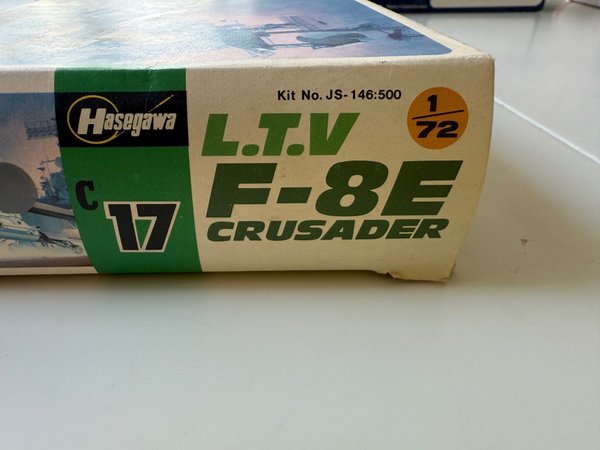 Hasegawa
C
17
Kit No. JS-146:500
1/72
L.T.V
F-8E
CRUSADER